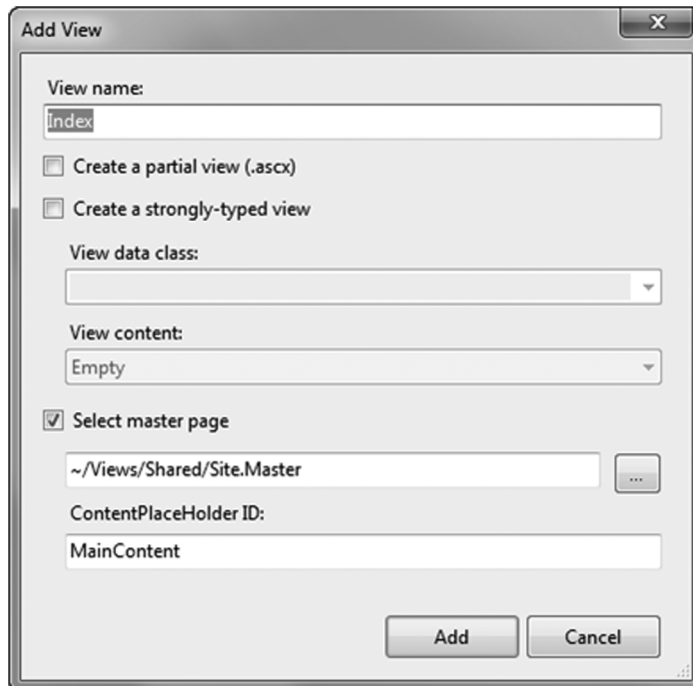 Add View
View name:
Index
Create a partial view (.ascx)
Create a strongly-typed view
View data class:
View content:
Empty
Select master page
~/Views/Shared/Site.Master
...
ContentPlaceHolder ID:
MainContent
Add Cancel